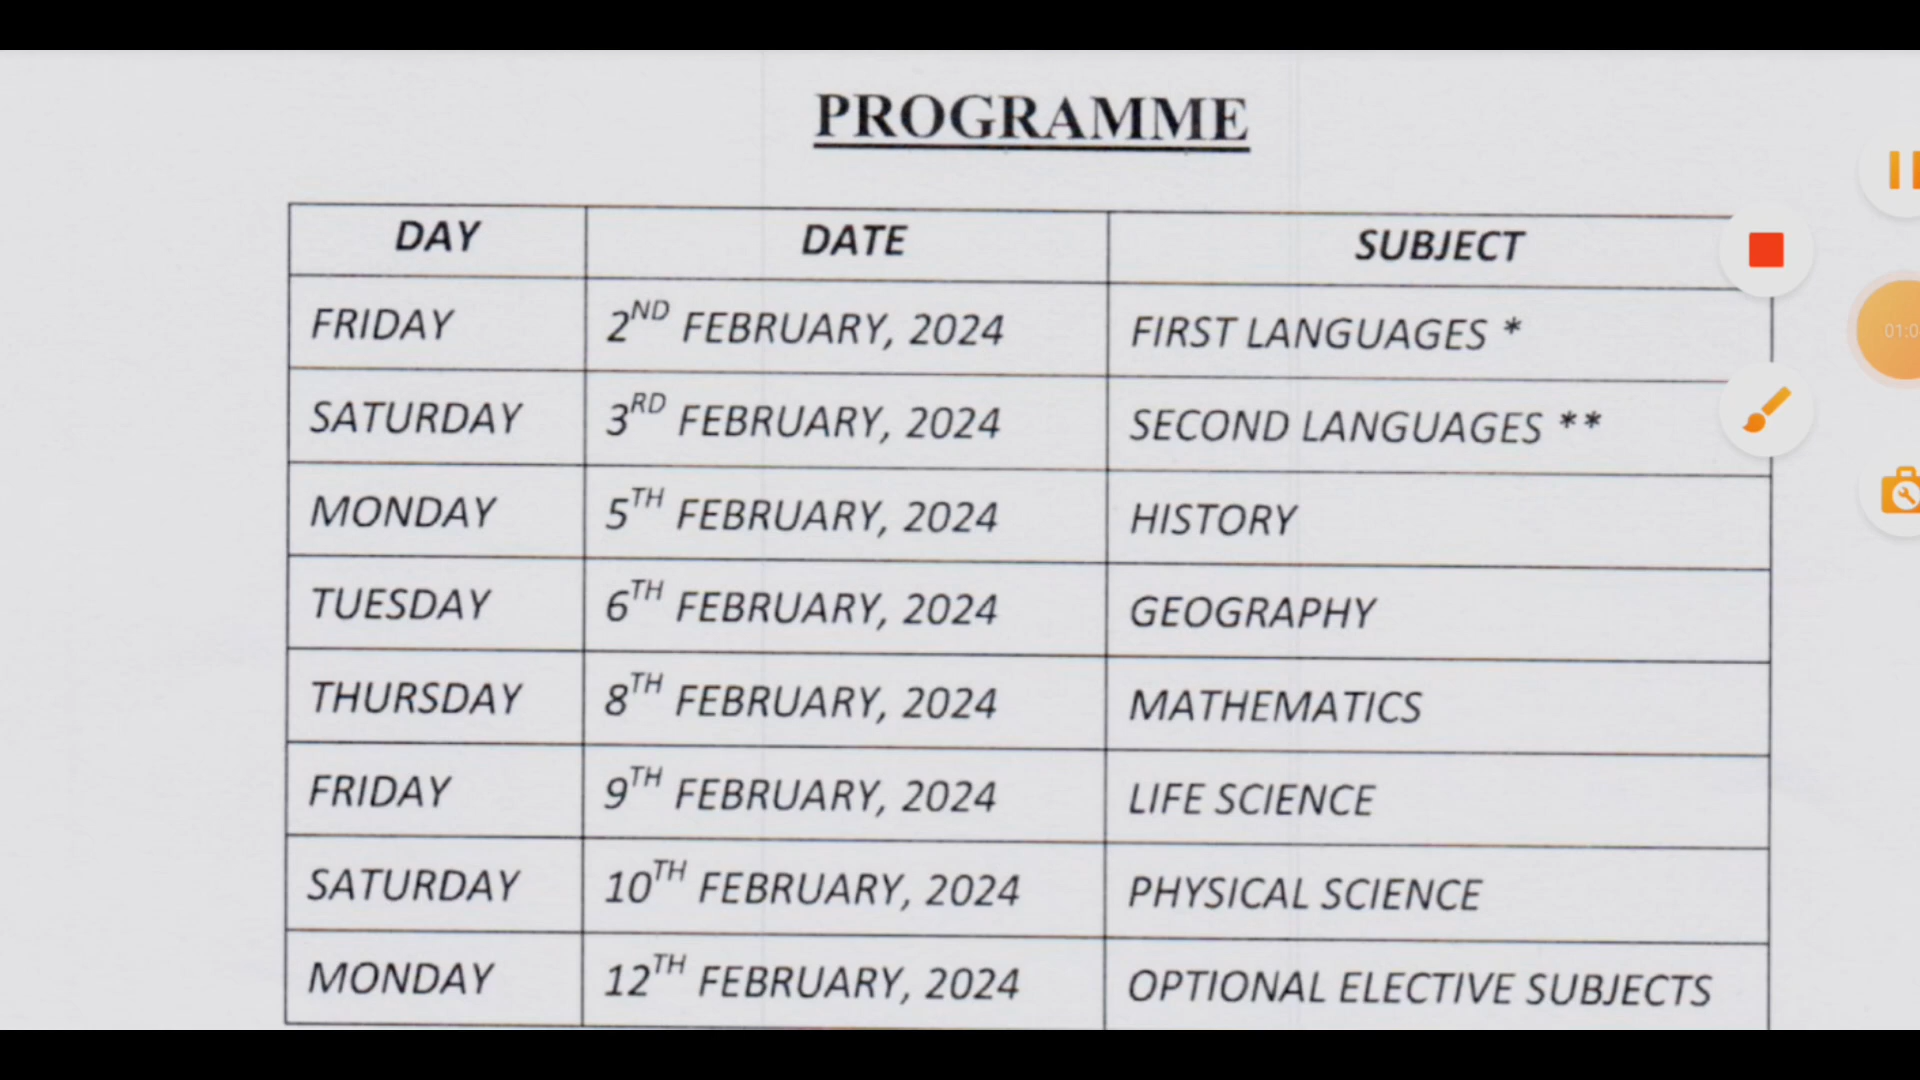 PROGRAMME
DAY DATE SUBJECT
FRIDAY 2ND FEBRUARY, 2024 FIRST LANGUAGES *
SATURDAY 3RD FEBRUARY, 2024 SECOND LANGUAGES **
MONDAY 5TH FEBRUARY, 2024 HISTORY
TUESDAY 6TH FEBRUARY, 2024 GEOGRAPHY
THURSDAY 8TH FEBRUARY, 2024 MATHEMATICS
FRIDAY 9TH FEBRUARY, 2024 LIFE SCIENCE
SATURDAY 10TH FEBRUARY, 2024 PHYSICAL SCIENCE
MONDAY 12TH FEBRUARY, 2024 OPTIONAL ELECTIVE SUBJECTS